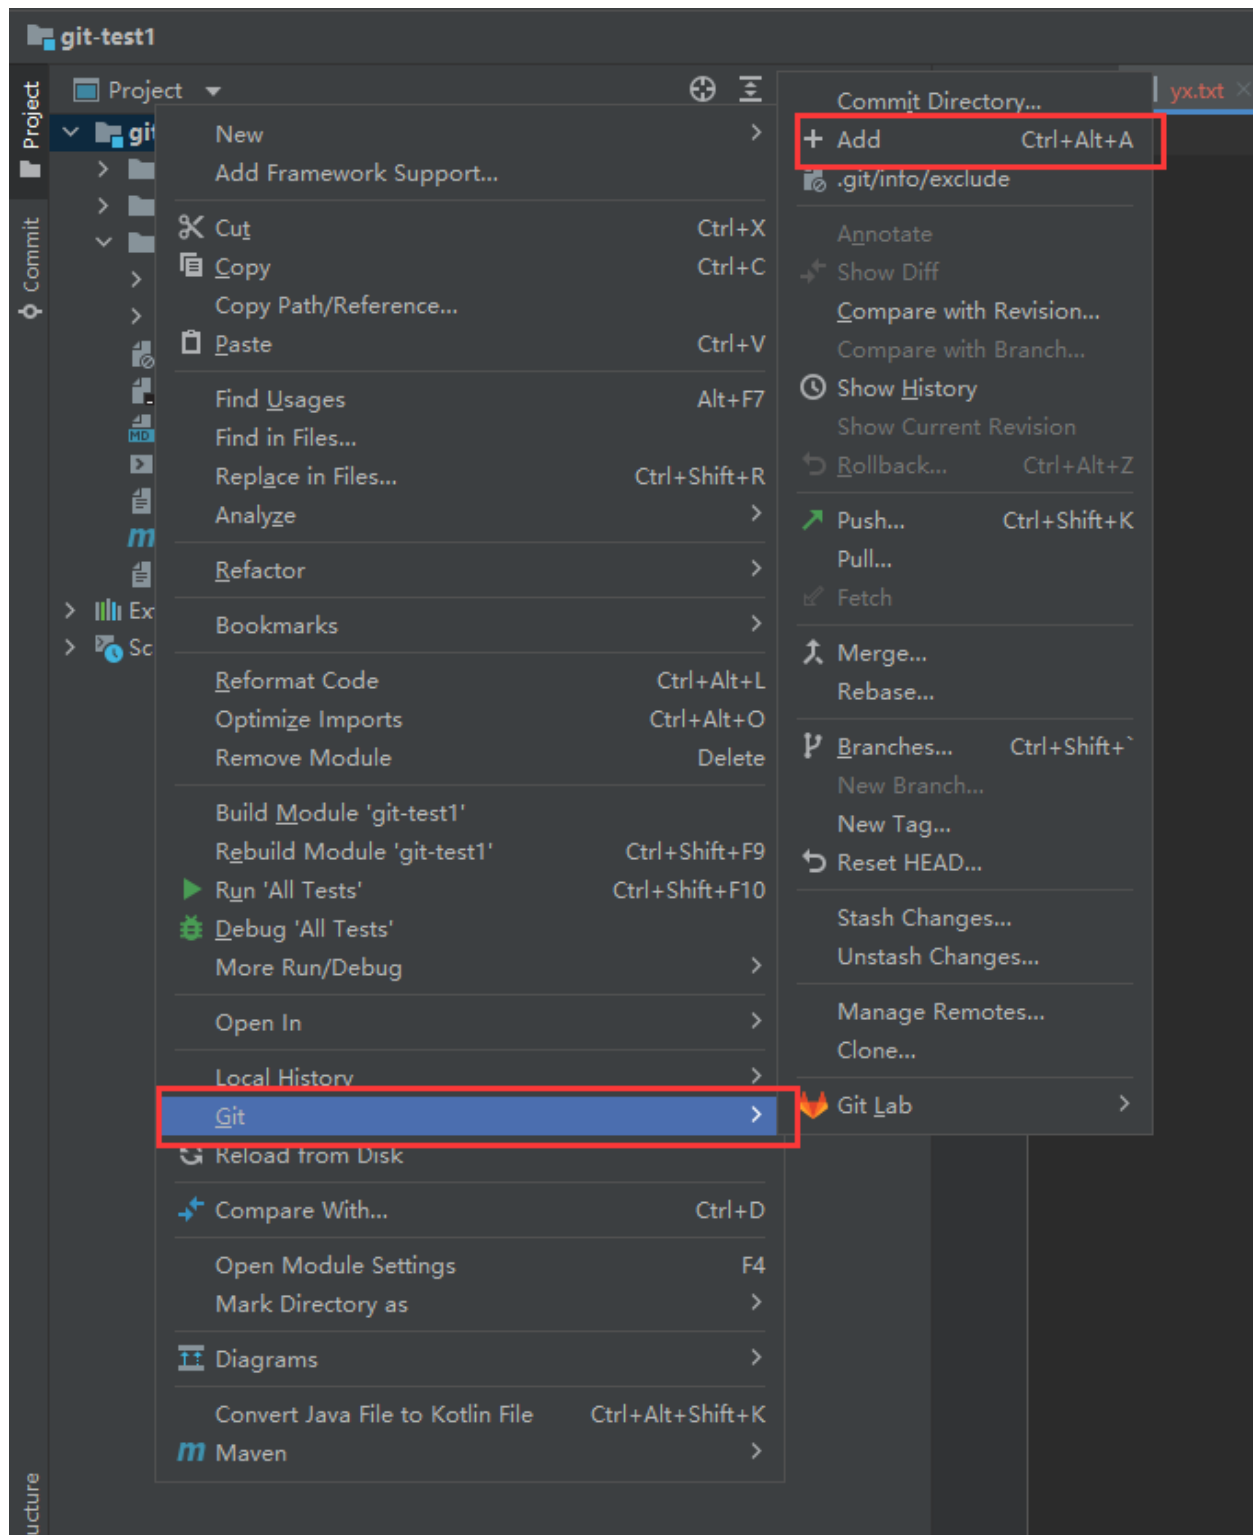 git-test1
Project
Commit
Project
git
Ex
Sc
New
Add Framework Support...
Cut Ctrl+X
Copy Ctrl+C
Copy Path/Reference...
Paste Ctrl+V
Find Usages Alt+F7
Find in Files...
Replace in Files... Ctrl+Shift+R
Analyze
Refactor
Bookmarks
Reformat Code Ctrl+Alt+L
Optimize Imports Ctrl+Alt+O
Remove Module Delete
Build Module 'git-test1'
Rebuild Module 'git-test1' Ctrl+Shift+F9
Run 'All Tests' Ctrl+Shift+F10
Debug 'All Tests'
More Run/Debug
Open In
Local History
Git
Reload from Disk
Compare With... Ctrl+D
Open Module Settings F4
Mark Directory as
Diagrams
Convert Java File to Kotlin File Ctrl+Alt+Shift+K
m Maven
Commit Directory...
Add Ctrl+Alt+A
.git/info/exclude
Annotate
Show Diff
Compare with Revision...
Compare with Branch...
Show History
Show Current Revision
Rollback... Ctrl+Alt+Z
Push... Ctrl+Shift+K
Pull...
Fetch
Merge...
Rebase...
Branches... Ctrl+Shift+`
New Branch...
New Tag...
Reset HEAD...
Stash Changes...
Unstash Changes...
Manage Remotes...
Clone...
Git Lab
yx.txt
MD
m
ucture